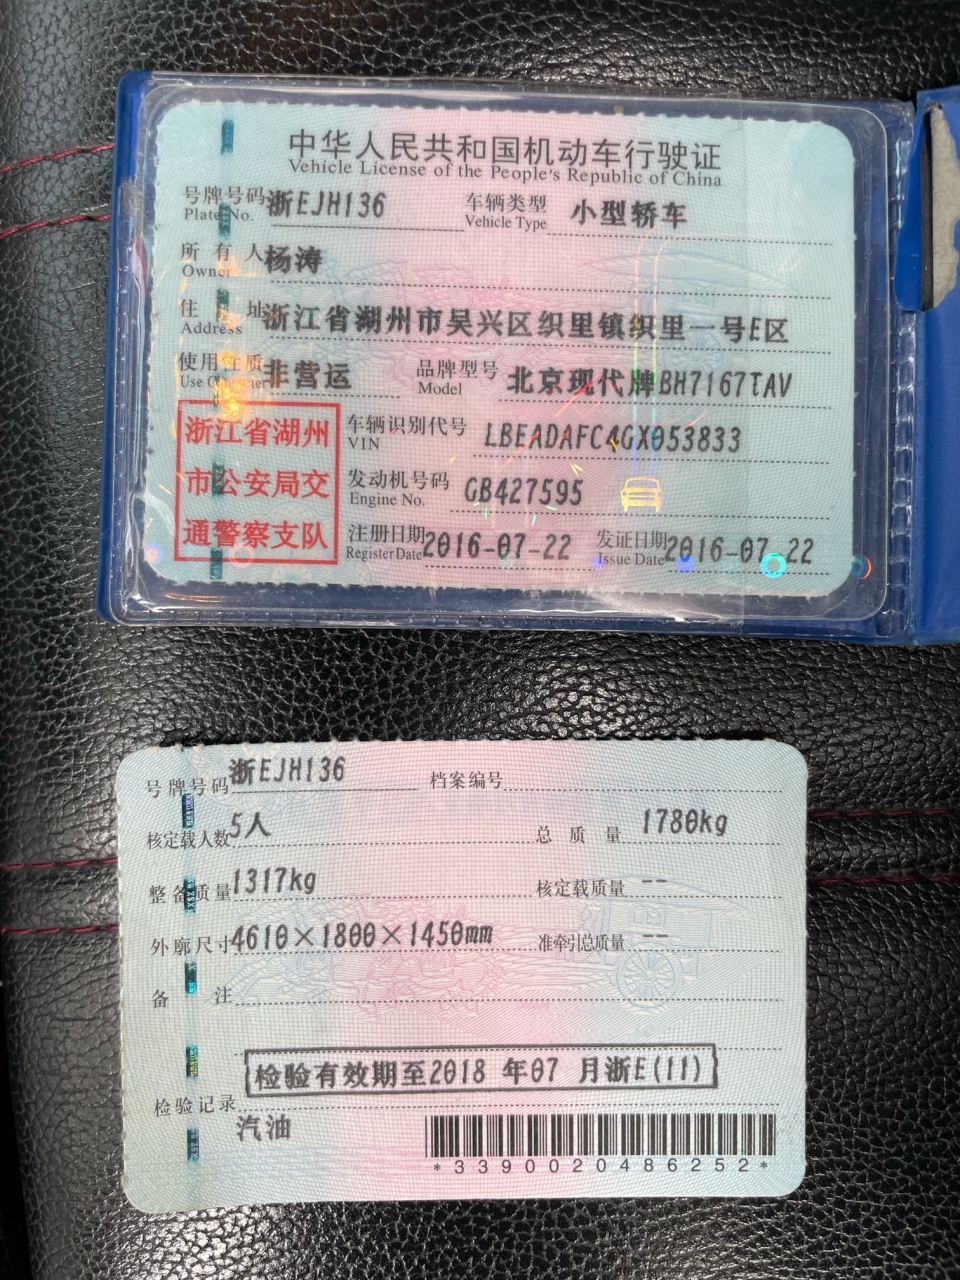 中华人民共和国机动车行驶证
Vehicle License of the People's Republic of China
号牌号码 浙EJH136 车辆类型 小型轿车
Plate No. Vehicle Type
所有人 杨涛
Owner
住址 浙江省湖州市吴兴区织里镇织里一号E区
Address
使用性质 非营运 品牌型号 北京现代牌BH7167TAV
Use Character Model
浙江省湖州
市公安局交
通警察支队
车辆识别代号 LBEADAFC4GX053833
VIN
发动机号码 GB427595
Engine No.
注册日期 2016-07-22 发证日期 2016-07-22
Register Date Issue Date
号牌号码 浙EJH136 档案编号
核定载人数 5人 总质量 1780kg
整备质量 1317kg 核定载质量 --
外廓尺寸 4610×1800×1450mm 准牵引总质量 --
备注
检验有效期至2018 年07 月浙E(11)
检验记录
汽油
*3390020486252*